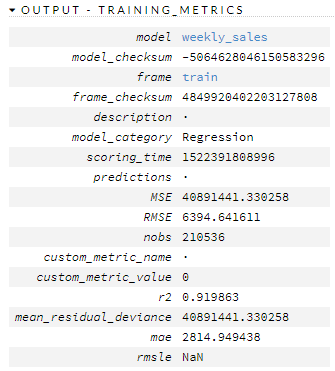 ▾ OUTPUT - TRAINING_METRICS
model weekly_sales
model_checksum -5064628046150583296
frame train
frame_checksum 4849920402203127808
description ·
model_category Regression
scoring_time 1522391808996
predictions ·
MSE 40891441.330258
RMSE 6394.641611
nobs 210536
custom_metric_name ·
custom_metric_value 0
r2 0.919863
mean_residual_deviance 40891441.330258
mae 2814.949438
rmsle NaN